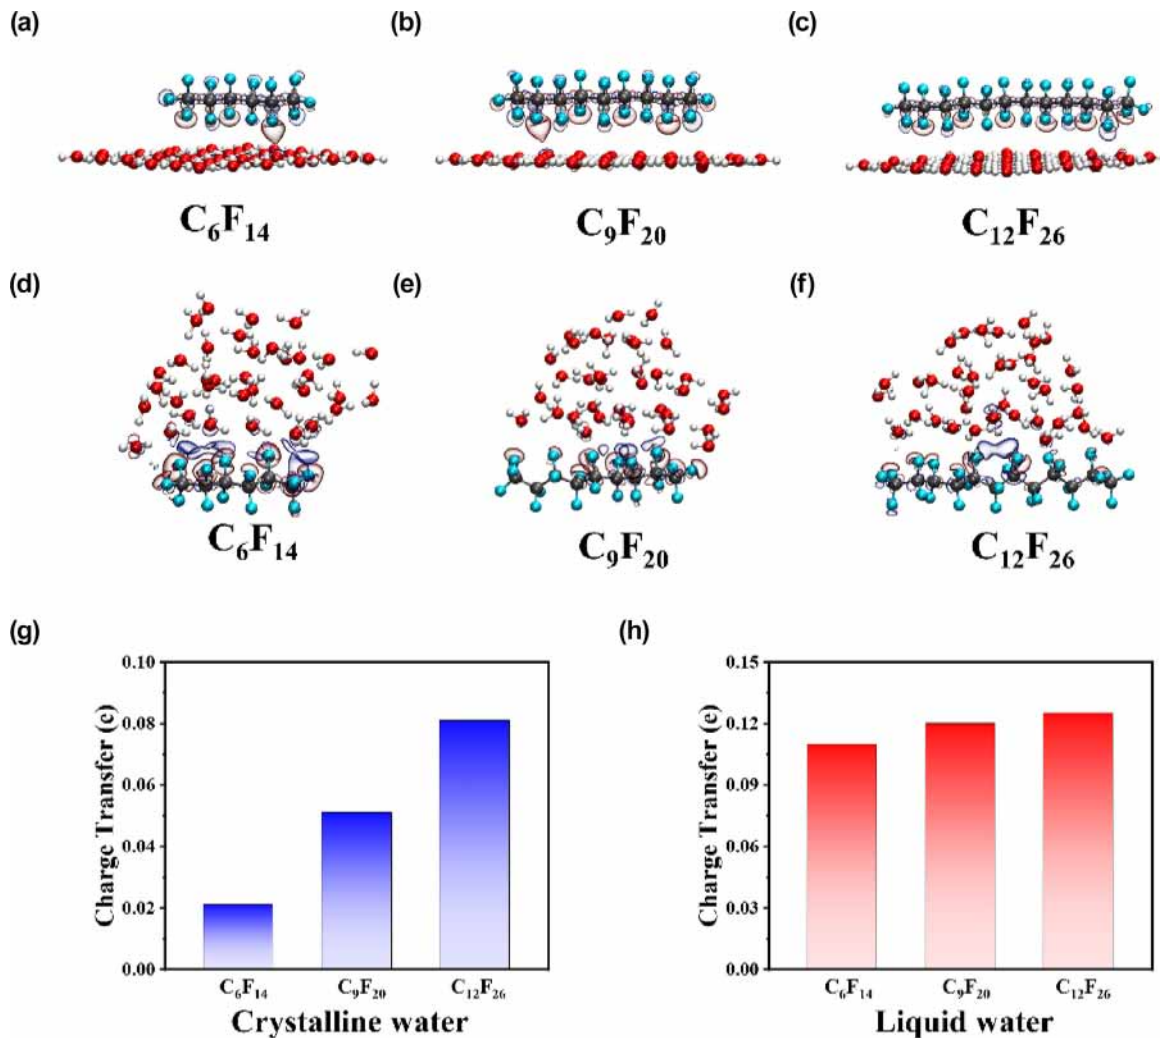 (a) (b) (c)
C₆F₁₄ C₉F₂₀ C₁₂F₂₆
(d) (e) (f)
C₆F₁₄ C₉F₂₀ C₁₂F₂₆
(g)
Charge Transfer (e)
0.10
0.08
0.06
0.04
0.02
0.00
C₆F₁₄ C₉F₂₀ C₁₂F₂₆
Crystalline water
(h)
Charge Transfer (e)
0.15
0.12
0.09
0.06
0.03
0.00
C₆F₁₄ C₉F₂₀ C₁₂F₂₆
Liquid water